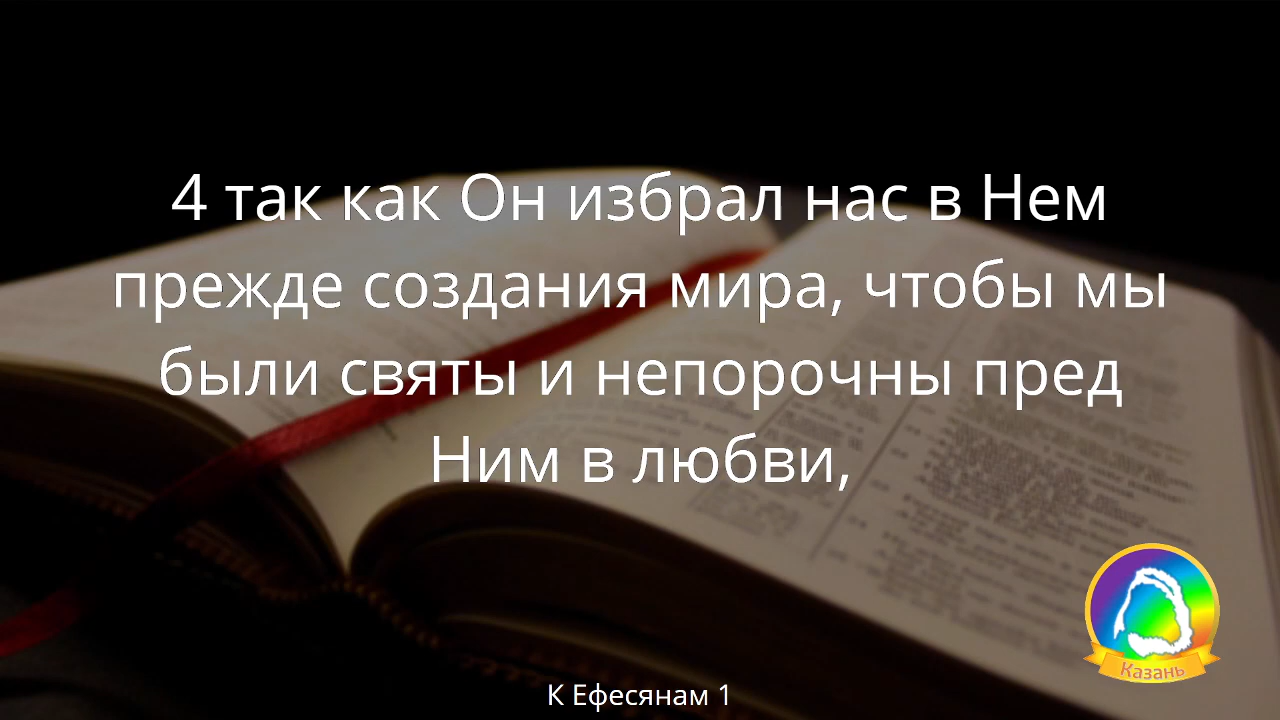 4 так как Он избрал нас в Нем
прежде создания мира, чтобы мы
были святы и непорочны пред
Ним в любви,
Казань
К Ефесянам 1